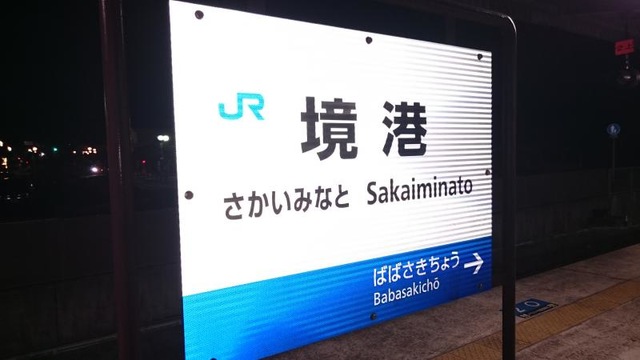 JR
境港
さかいみなと Sakaiminato
ばばさきちょう
Babasakichō